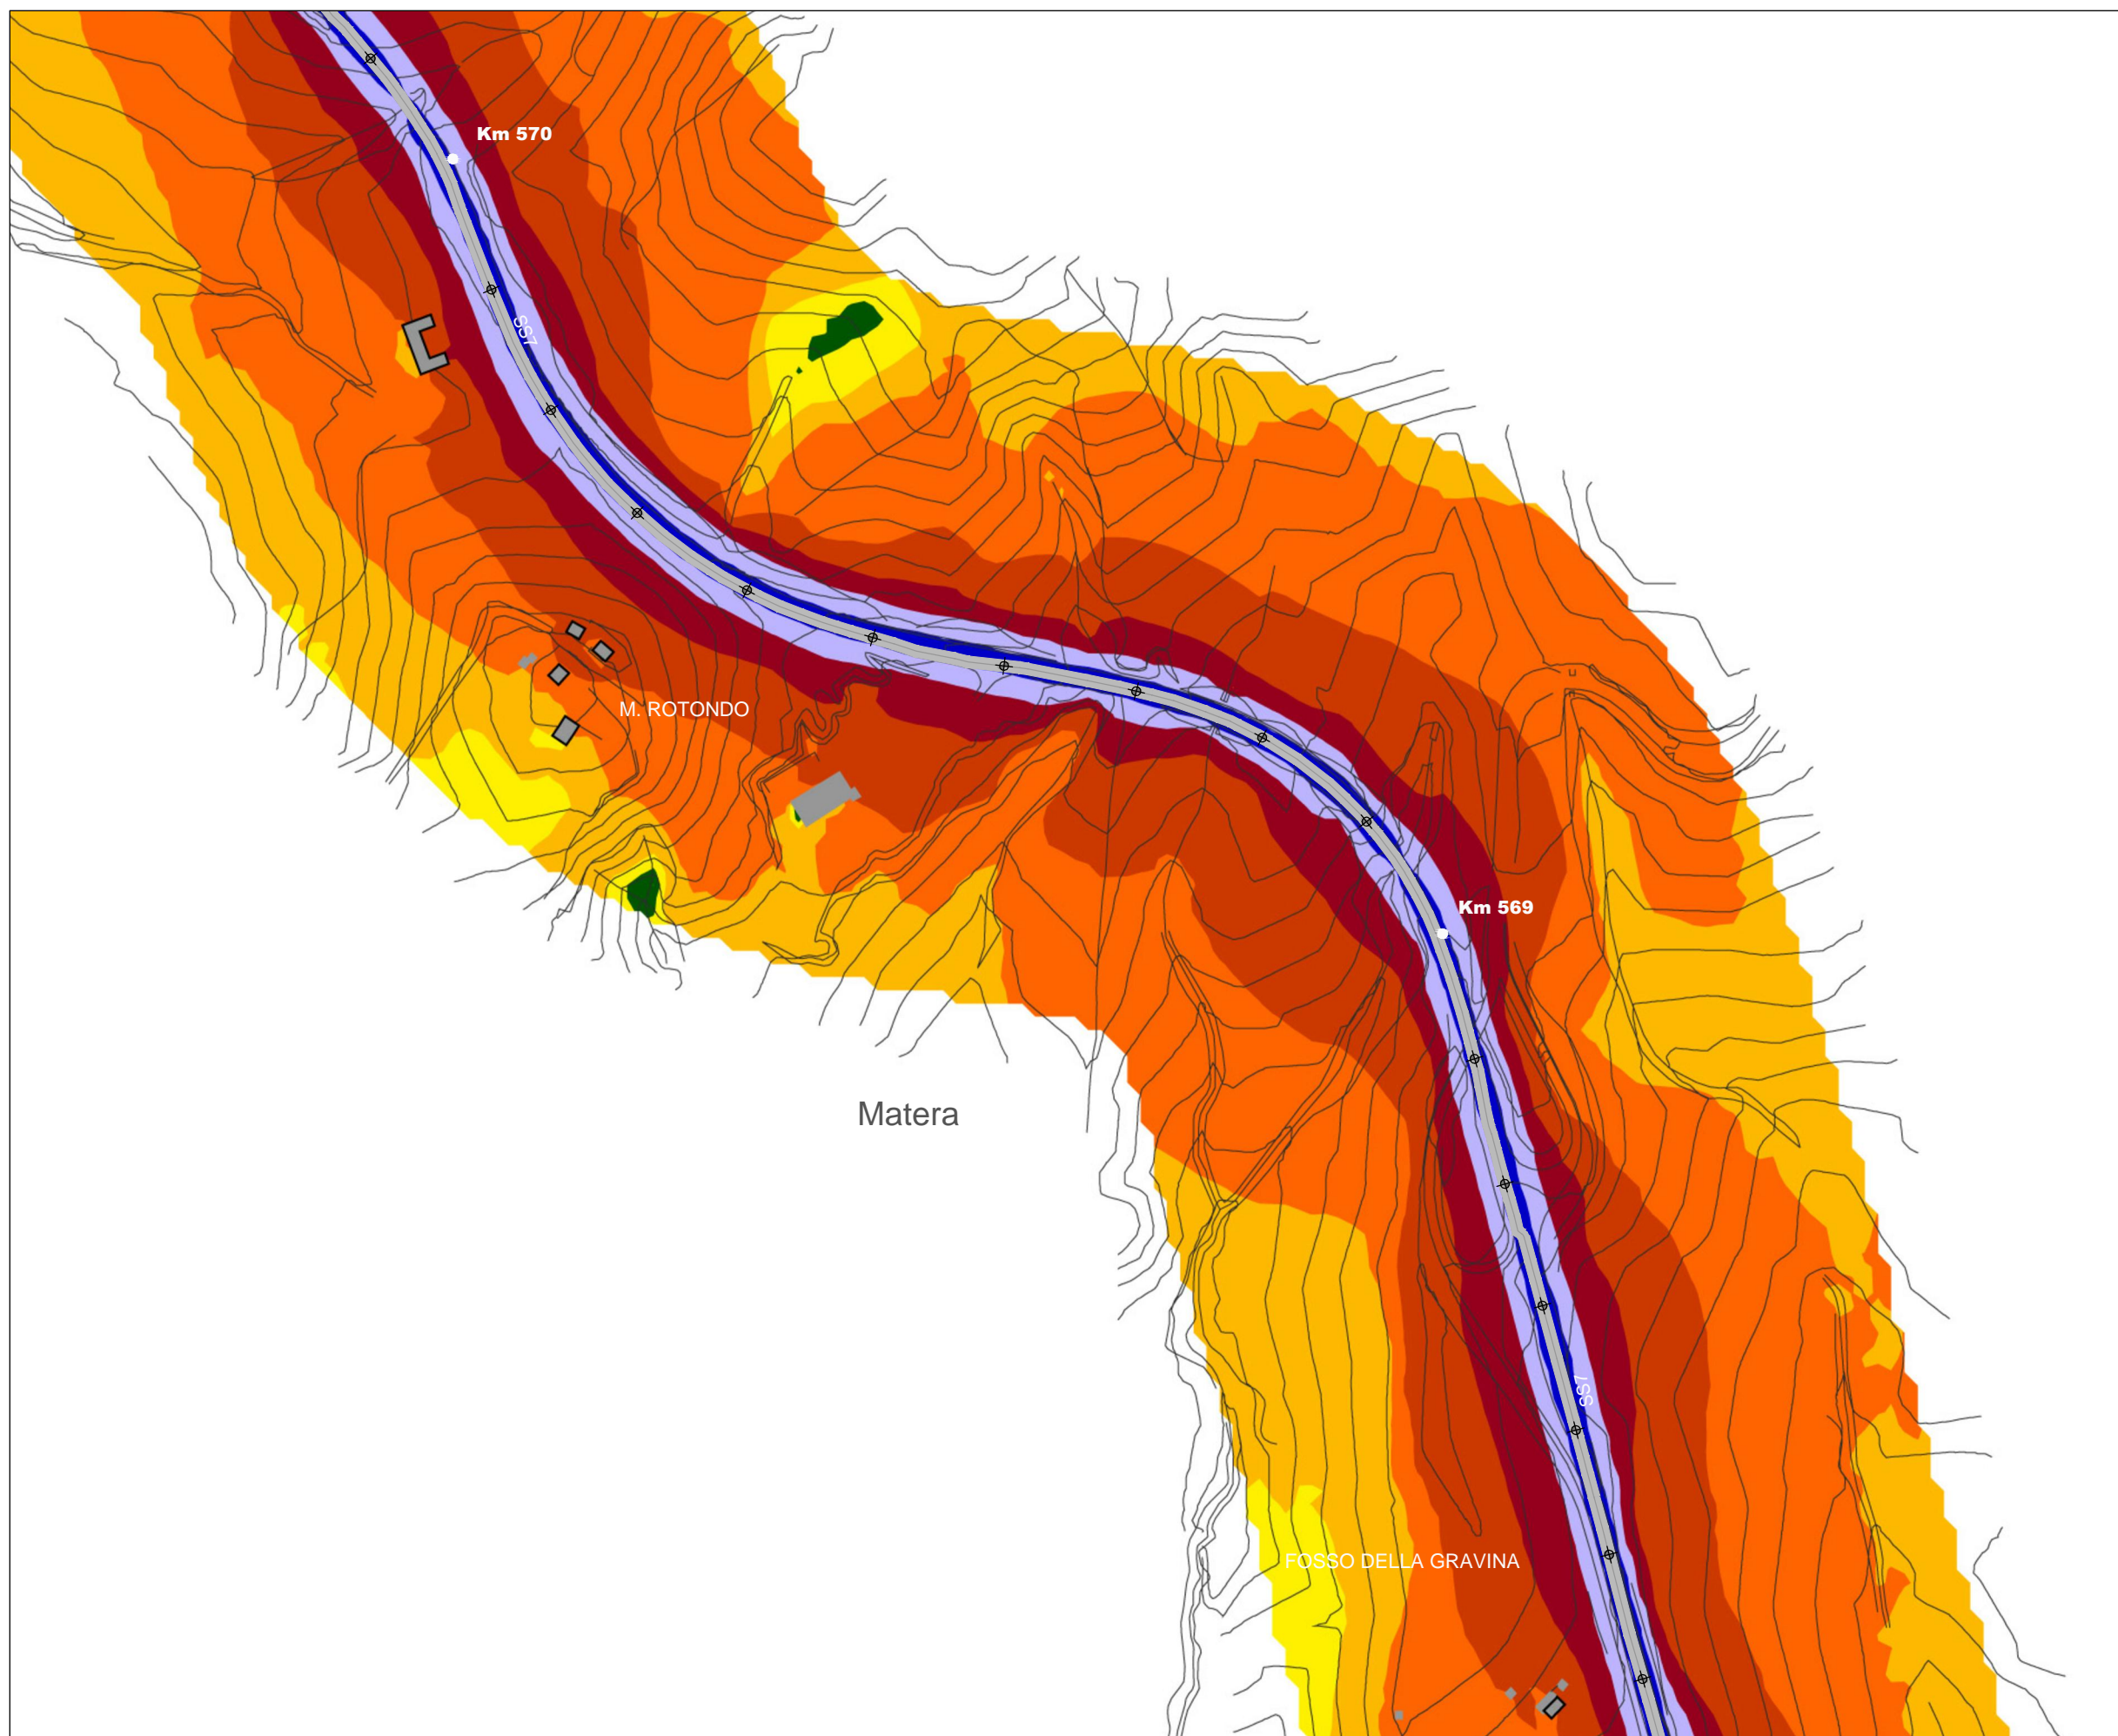 Km 570
SS7
M. ROTONDO
Km 569
Matera
SS7
FOSSO DELLA GRAVINA